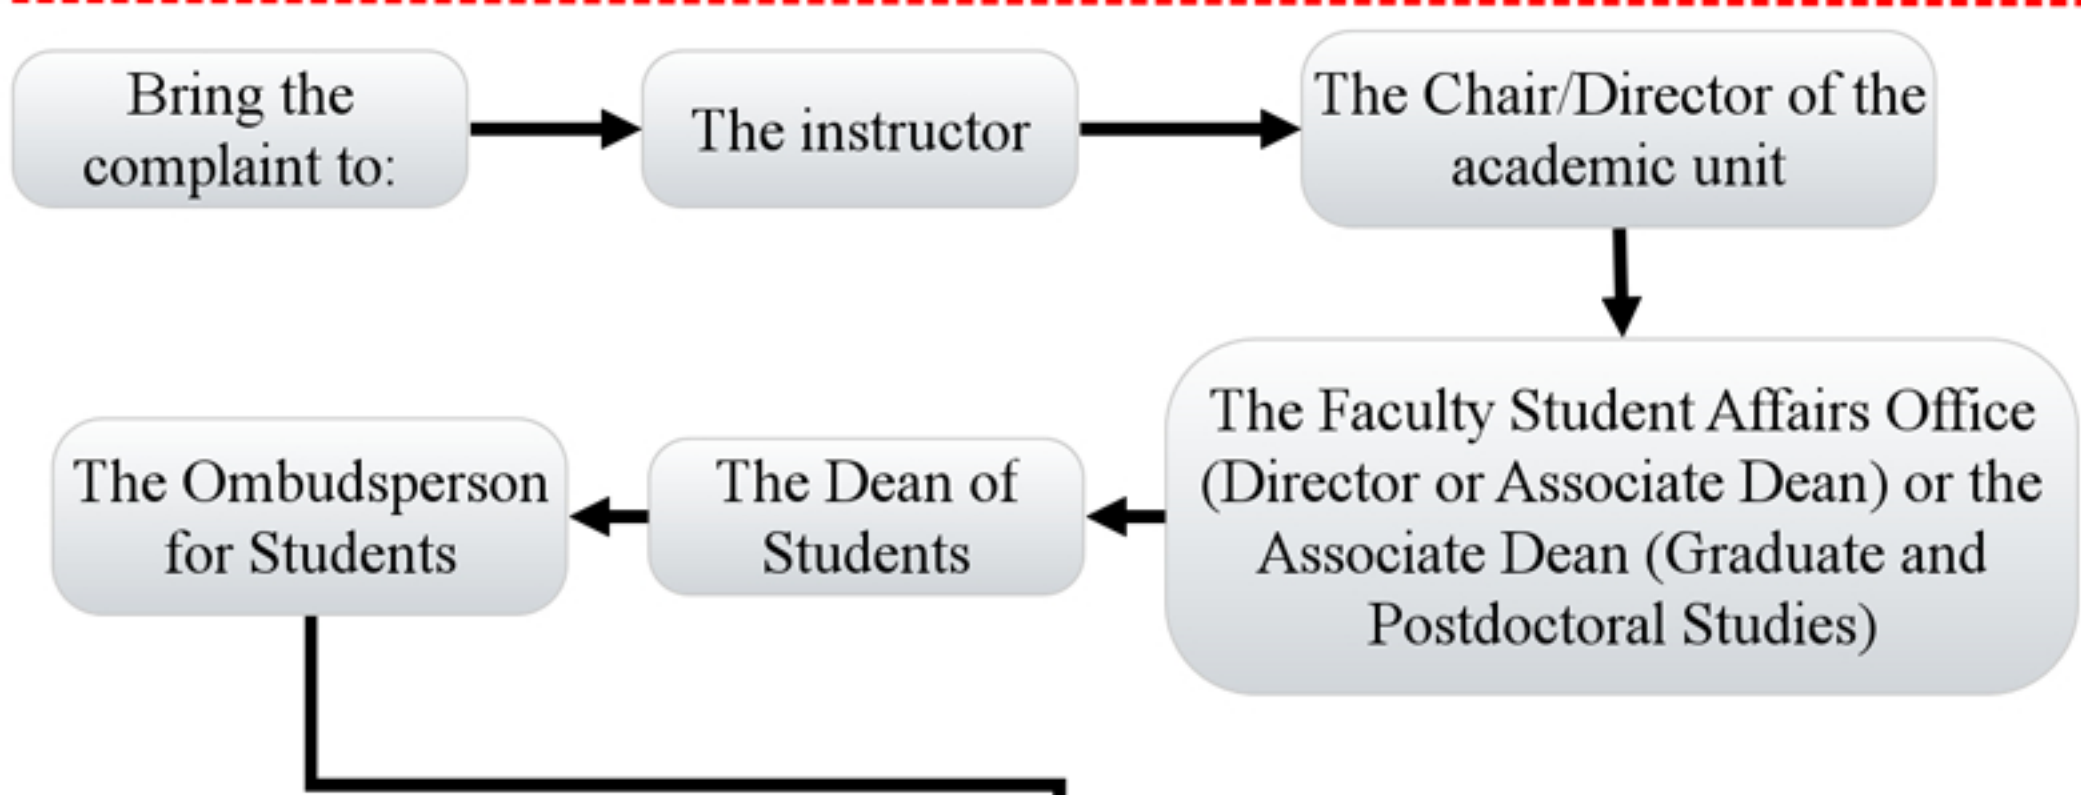 Bring the
complaint to:
The instructor
The Chair/Director of the
academic unit
The Faculty Student Affairs Office
(Director or Associate Dean) or the
Associate Dean (Graduate and
Postdoctoral Studies)
The Dean of
Students
The Ombudsperson
for Students